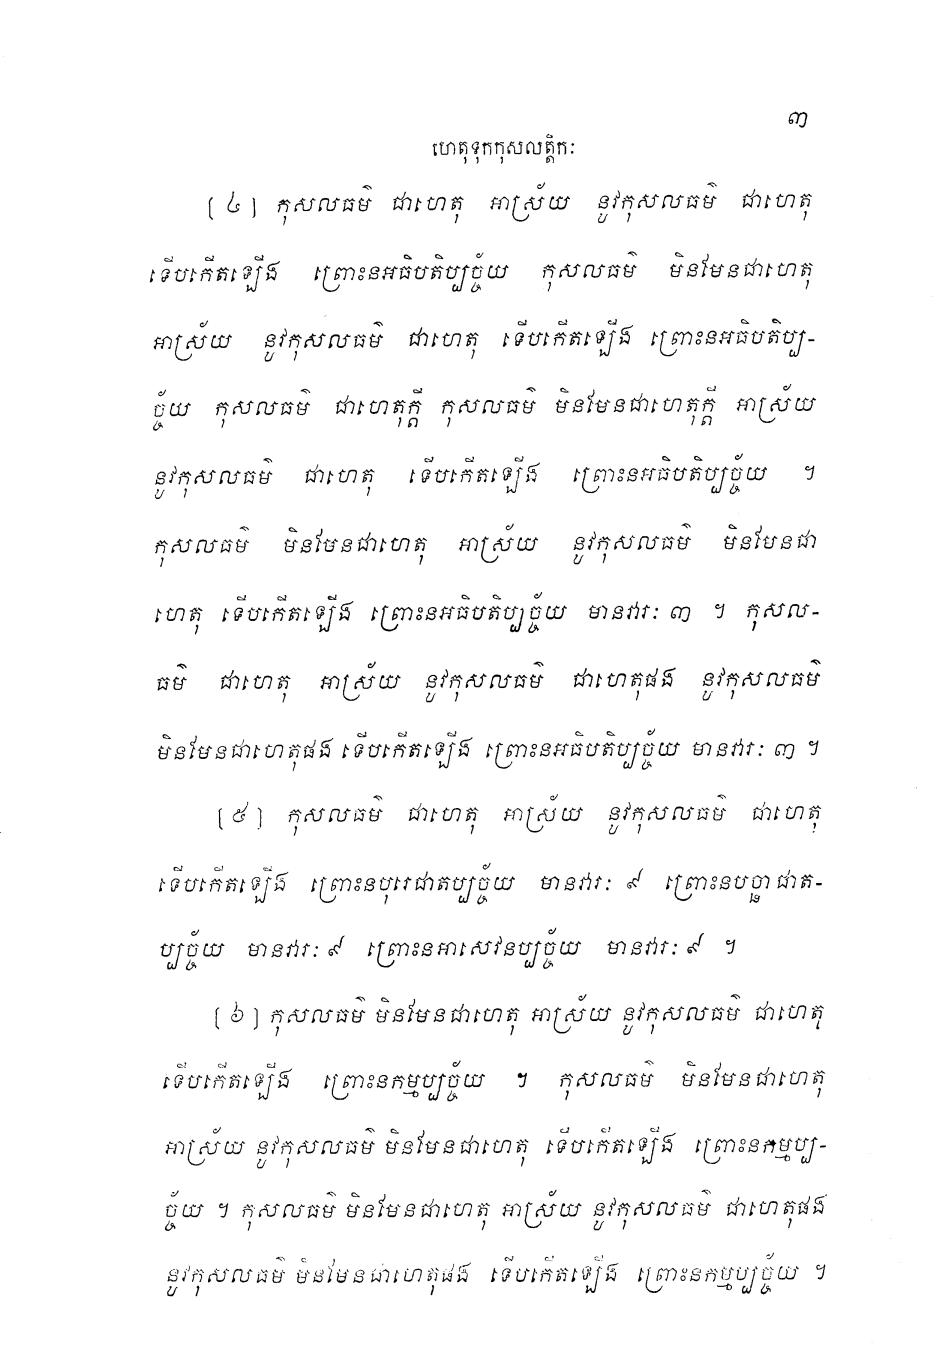 ៣
ហេតុទុកកុសលត្តិកៈ
[៤] កុសលធម៌ ជាហេតុ អាស្រ័យ នូវកុសលធម៌ ជាហេតុ
ទើបកើតឡើង ព្រោះនអធិបតិប្បច្ច័យ កុសលធម៌ មិនមែនជាហេតុ
អាស្រ័យ នូវកុសលធម៌ ជាហេតុ ទើបកើតឡើង ព្រោះនអធិបតិប្ប-
ច្ច័យ កុសលធម៌ ជាហេតុក្តី កុសលធម៌ មិនមែនជាហេតុក្តី អាស្រ័យ
នូវកុសលធម៌ ជាហេតុ ទើបកើតឡើង ព្រោះនអធិបតិប្បច្ច័យ ។
កុសលធម៌ មិនមែនជាហេតុ អាស្រ័យ នូវកុសលធម៌ មិនមែនជា
ហេតុ ទើបកើតឡើង ព្រោះនអធិបតិប្បច្ច័យ មានវារៈ ៣ ។ កុសល-
ធម៌ ជាហេតុ អាស្រ័យ នូវកុសលធម៌ ជាហេតុផង នូវកុសលធម៌
មិនមែនជាហេតុផង ទើបកើតឡើង ព្រោះនអធិបតិប្បច្ច័យ មានវារៈ ៣ ។
[៥] កុសលធម៌ ជាហេតុ អាស្រ័យ នូវកុសលធម៌ ជាហេតុ
ទើបកើតឡើង ព្រោះនបុរេជាតប្បច្ច័យ មានវារៈ ៩ ព្រោះនបច្ឆាជាត-
ប្បច្ច័យ មានវារៈ ៩ ព្រោះនអាសេវនប្បច្ច័យ មានវារៈ ៩ ។
[៦] កុសលធម៌ មិនមែនជាហេតុ អាស្រ័យ នូវកុសលធម៌ ជាហេតុ
ទើបកើតឡើង ព្រោះនកម្មប្បច្ច័យ ។ កុសលធម៌ មិនមែនជាហេតុ
អាស្រ័យ នូវកុសលធម៌ មិនមែនជាហេតុ ទើបកើតឡើង ព្រោះនកម្មប្ប-
ច្ច័យ ។ កុសលធម៌ មិនមែនជាហេតុ អាស្រ័យ នូវកុសលធម៌ ជាហេតុផង
នូវកុសលធម៌ មិនមែនជាហេតុផង ទើបកើតឡើង ព្រោះនកម្មប្បច្ច័យ ។